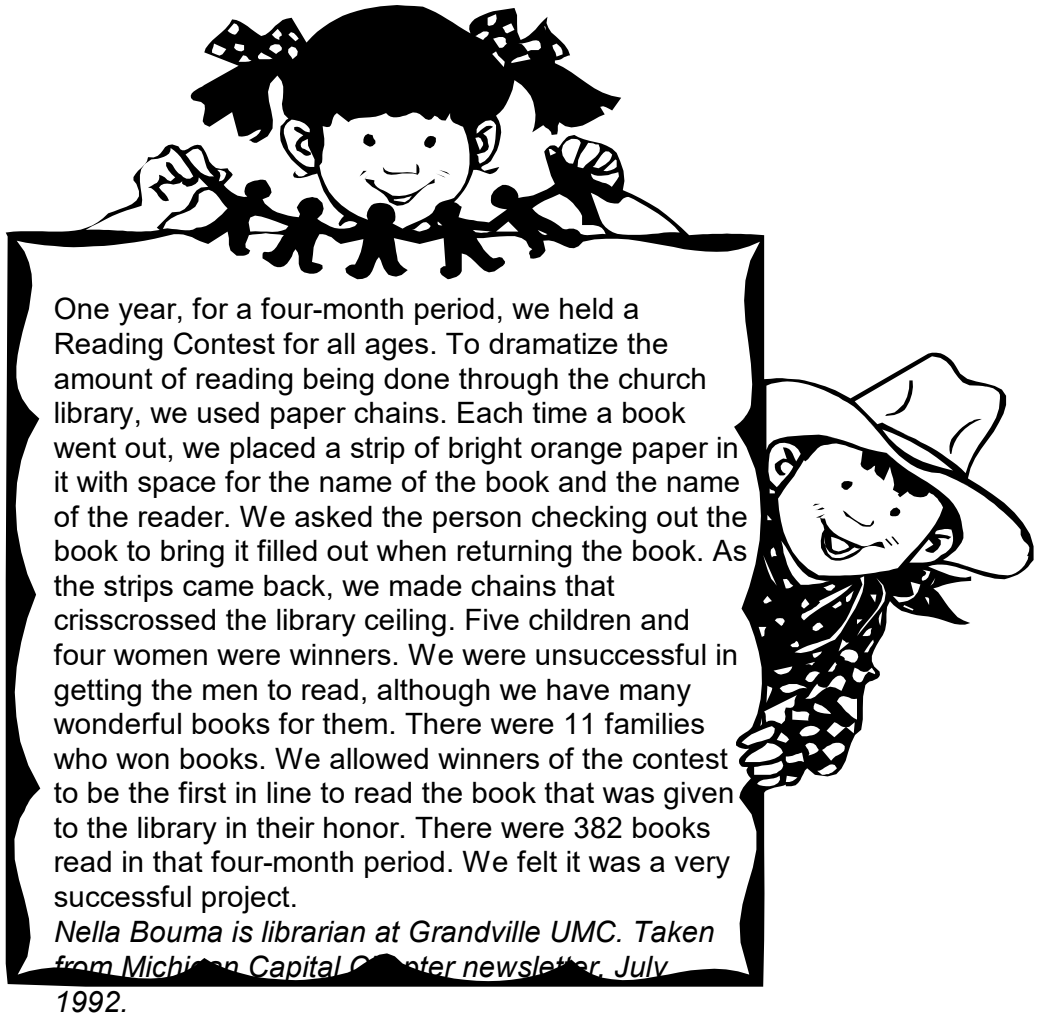 One year, for a four-month period, we held a
Reading Contest for all ages. To dramatize the
amount of reading being done through the church
library, we used paper chains. Each time a book
went out, we placed a strip of bright orange paper in
it with space for the name of the book and the name
of the reader. We asked the person checking out the
book to bring it filled out when returning the book. As
the strips came back, we made chains that
crisscrossed the library ceiling. Five children and
four women were winners. We were unsuccessful in
getting the men to read, although we have many
wonderful books for them. There were 11 families
who won books. We allowed winners of the contest
to be the first in line to read the book that was given
to the library in their honor. There were 382 books
read in that four-month period. We felt it was a very
successful project.
Nella Bouma is librarian at Grandville UMC. Taken
from Michigan Capital Chapter newsletter, July
1992.